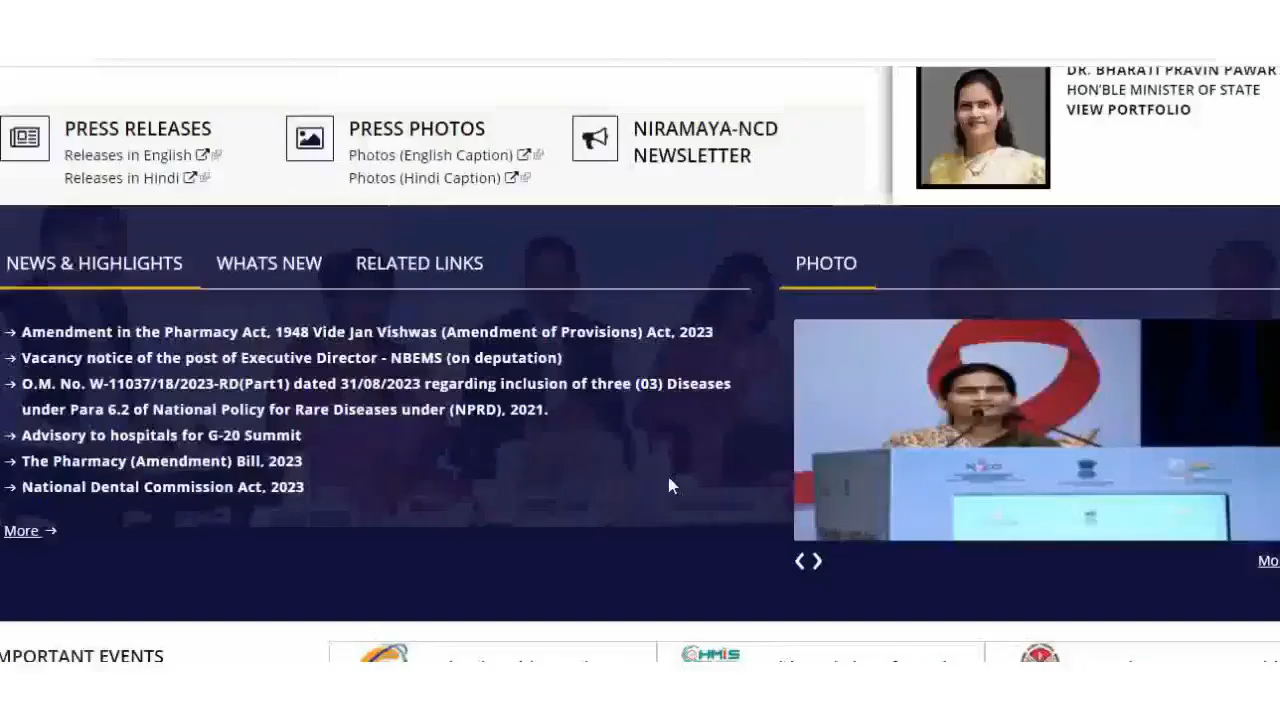 DR. BHARATI PRAVIN PAWAR
HON'BLE MINISTER OF STATE
VIEW PORTFOLIO
PRESS RELEASES
Releases in English
Releases in Hindi
PRESS PHOTOS
Photos (English Caption)
Photos (Hindi Caption)
NIRAMAYA-NCD
NEWSLETTER
NEWS & HIGHLIGHTS WHATS NEW RELATED LINKS
PHOTO
→ Amendment in the Pharmacy Act, 1948 Vide Jan Vishwas (Amendment of Provisions) Act, 2023
→ Vacancy notice of the post of Executive Director - NBEMS (on deputation)
→ O.M. No. W-11037/18/2023-RD(Part1) dated 31/08/2023 regarding inclusion of three (03) Diseases
under Para 6.2 of National Policy for Rare Diseases under (NPRD), 2021.
→ Advisory to hospitals for G-20 Summit
→ The Pharmacy (Amendment) Bill, 2023
→ National Dental Commission Act, 2023
More →
Mo
MPORTANT EVENTS
HMIS